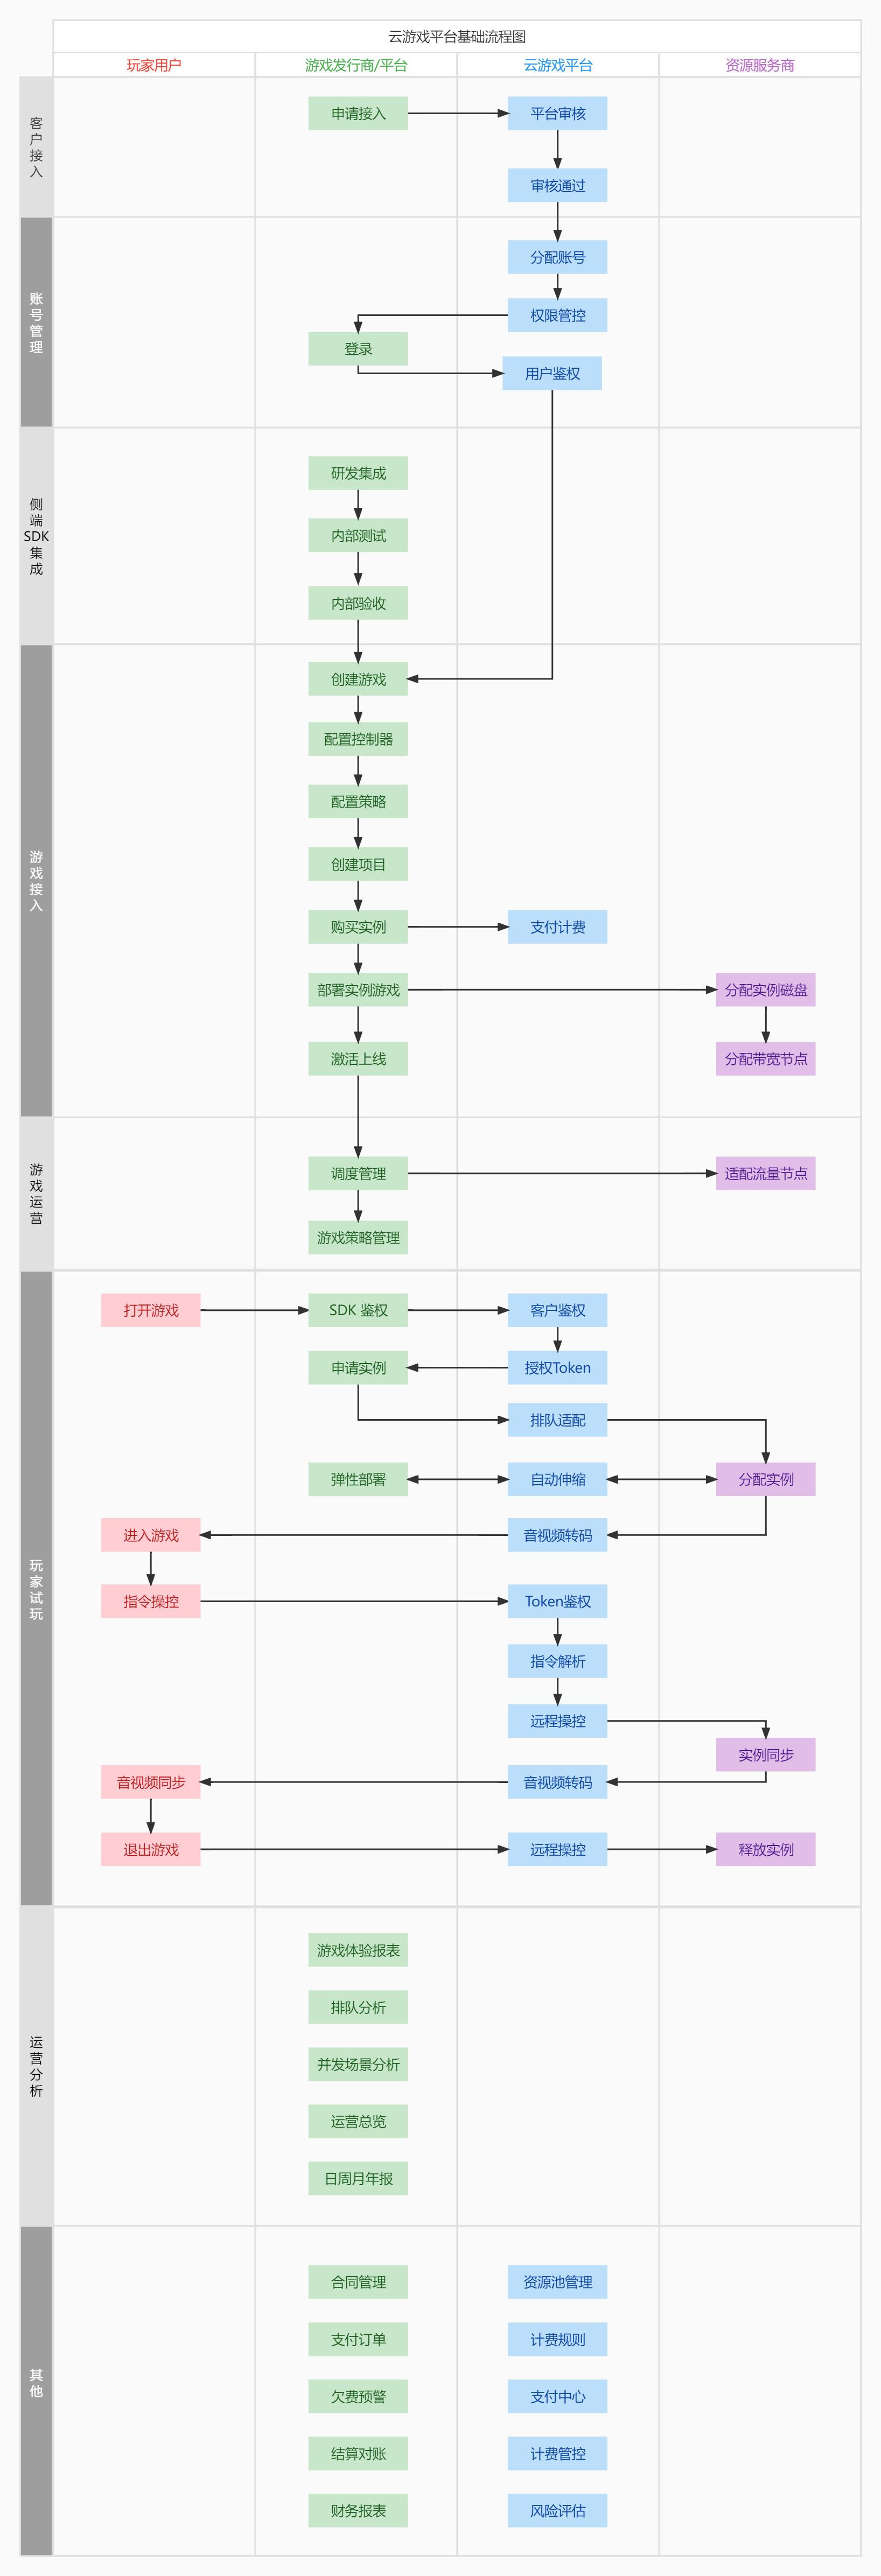 云游戏平台基础流程图
玩家用户
游戏发行商/平台
云游戏平台
资源服务商
客户接入
申请接入
平台审核
审核通过
账号管理
分配账号
权限管控
登录
用户鉴权
侧端SDK集成
研发集成
内部测试
内部验收
游戏接入
创建游戏
配置控制器
配置策略
创建项目
购买实例
支付计费
部署实例游戏
分配实例磁盘
激活上线
分配带宽节点
游戏运营
调度管理
适配流量节点
游戏策略管理
玩家试玩
打开游戏
SDK 鉴权
客户鉴权
申请实例
授权Token
排队适配
弹性部署
自动伸缩
分配实例
进入游戏
音视频转码
指令操控
Token鉴权
指令解析
远程操控
实例同步
音视频同步
音视频转码
退出游戏
远程操控
释放实例
运营分析
游戏体验报表
排队分析
并发场景分析
运营总览
日周月年报
其他
合同管理
资源池管理
支付订单
计费规则
欠费预警
支付中心
结算对账
计费管控
财务报表
风险评估